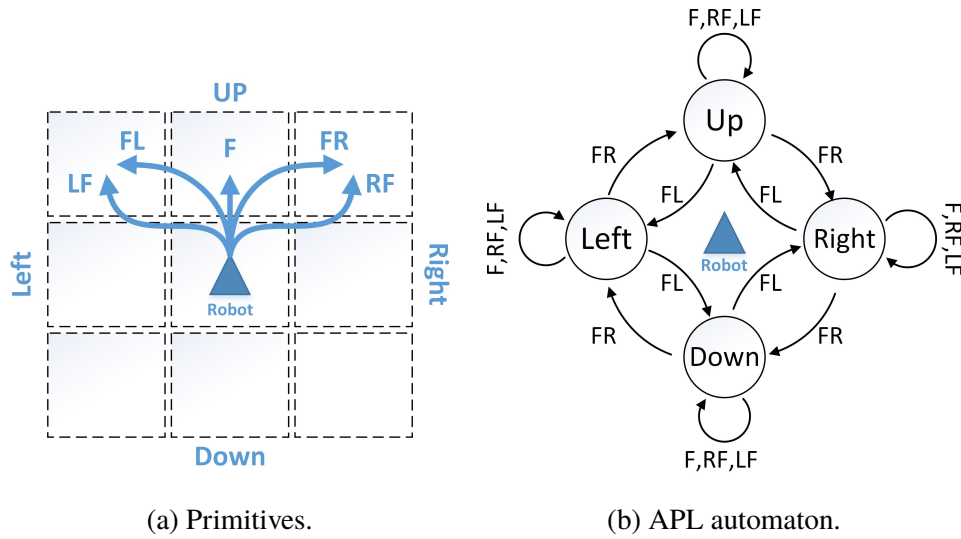 UP
FL
F
FR
LF
RF
Left
Right
Robot
Down
(a) Primitives.
F,RF,LF
Up
FR
FR
FL
FL
F,RF,LF
Left
Robot
Right
F,RF,LF
FL
FL
FR
FR
Down
F,RF,LF
(b) APL automaton.